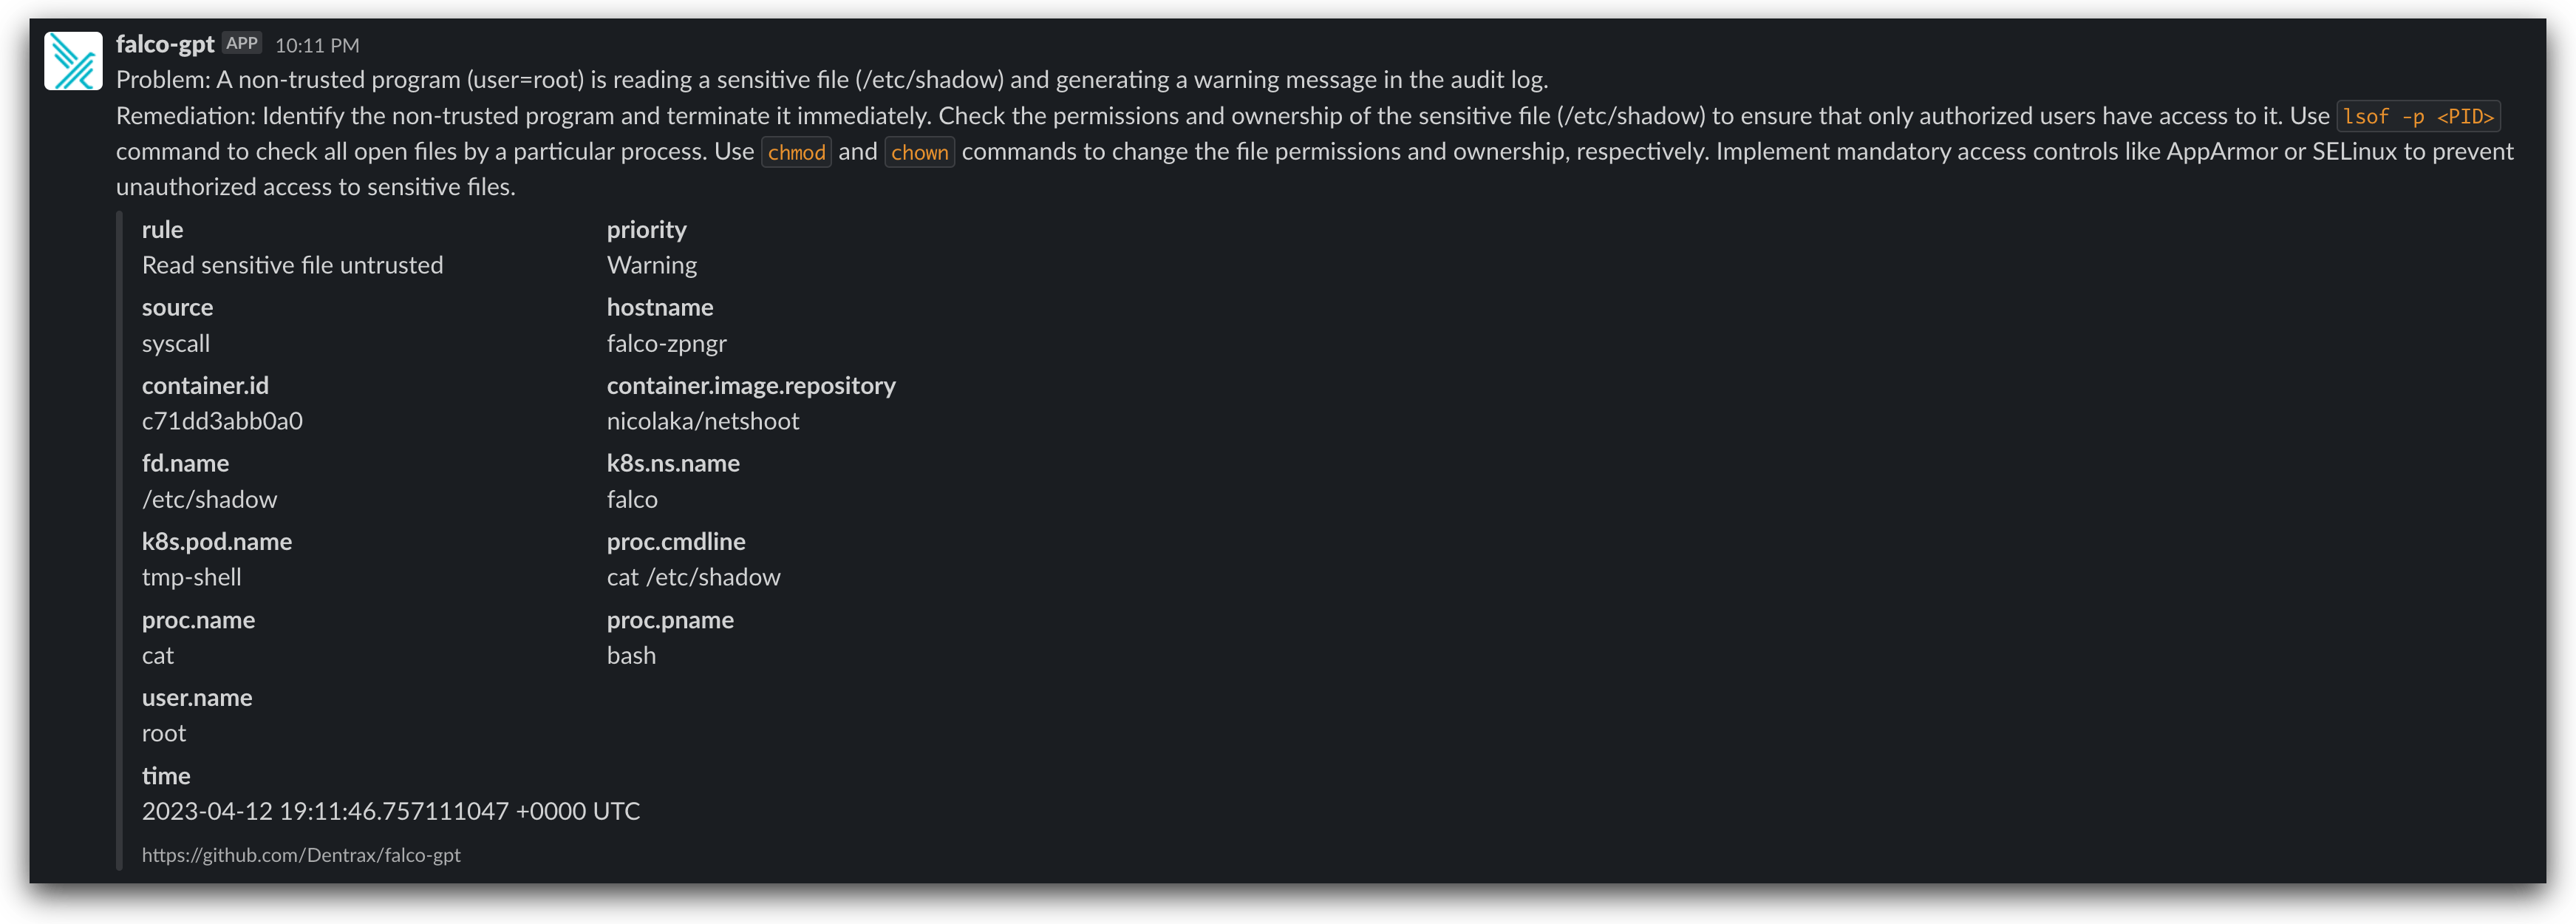 falco-gpt APP 10:11 PM
Problem: A non-trusted program (user=root) is reading a sensitive file (/etc/shadow) and generating a warning message in the audit log.
Remediation: Identify the non-trusted program and terminate it immediately. Check the permissions and ownership of the sensitive file (/etc/shadow) to ensure that only authorized users have access to it. Use lsof -p <PID>
command to check all open files by a particular process. Use chmod and chown commands to change the file permissions and ownership, respectively. Implement mandatory access controls like AppArmor or SELinux to prevent
unauthorized access to sensitive files.
rule priority
Read sensitive file untrusted Warning
source hostname
syscall falco-zpngr
container.id container.image.repository
c71dd3abb0a0 nicolaka/netshoot
fd.name k8s.ns.name
/etc/shadow falco
k8s.pod.name proc.cmdline
tmp-shell cat /etc/shadow
proc.name proc.pname
cat bash
user.name
root
time
2023-04-12 19:11:46.757111047 +0000 UTC
https://github.com/Dentrax/falco-gpt